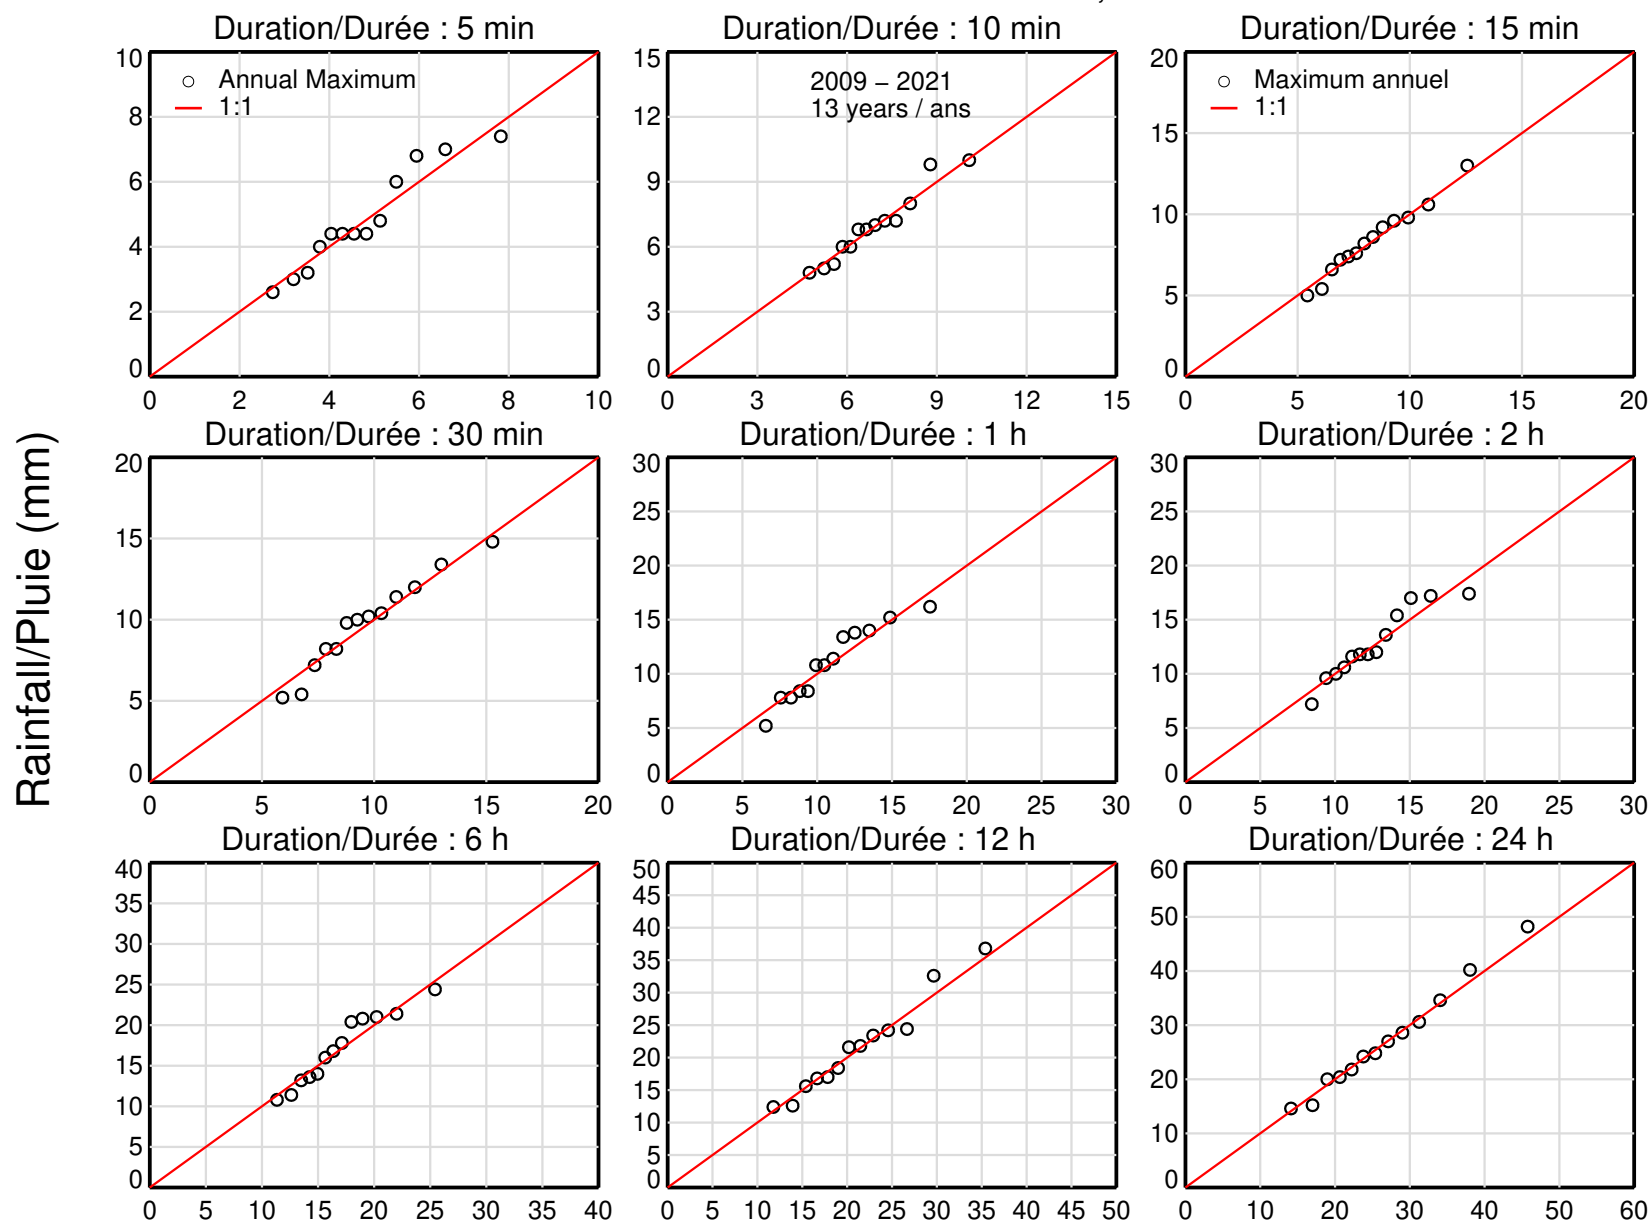 Duration/Durée : 5 min
Duration/Durée : 10 min
Duration/Durée : 15 min
10
8
6
4
2
0
Annual Maximum
1:1
0 2 4 6 8 10
15
12
9
6
3
0
2009 – 2021
13 years / ans
0 3 6 9 12 15
20
15
10
5
0
Maximum annuel
1:1
0 5 10 15 20
Rainfall/Pluie (mm)
Duration/Durée : 30 min
Duration/Durée : 1 h
Duration/Durée : 2 h
20
15
10
5
0
0 5 10 15 20
30
25
20
15
10
5
0
0 5 10 15 20 25 30
30
25
20
15
10
5
0
0 5 10 15 20 25 30
Duration/Durée : 6 h
Duration/Durée : 12 h
Duration/Durée : 24 h
40
35
30
25
20
15
10
5
0
0 5 10 15 20 25 30 35 40
50
45
40
35
30
25
20
15
10
5
0
0 5 10 15 20 25 30 35 40 45 50
60
50
40
30
20
10
0
0 10 20 30 40 50 60